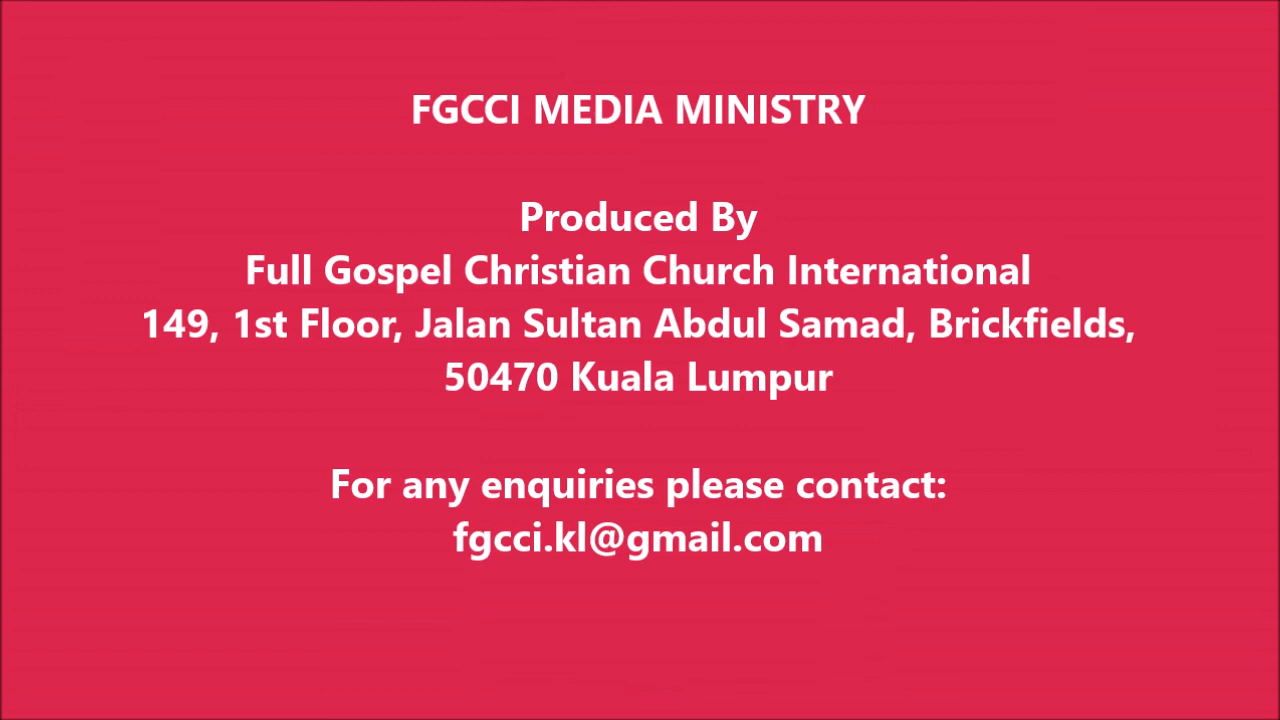 FGCCI MEDIA MINISTRY
Produced By
Full Gospel Christian Church International
149, 1st Floor, Jalan Sultan Abdul Samad, Brickfields,
50470 Kuala Lumpur
For any enquiries please contact:
fgcci.kl@gmail.com